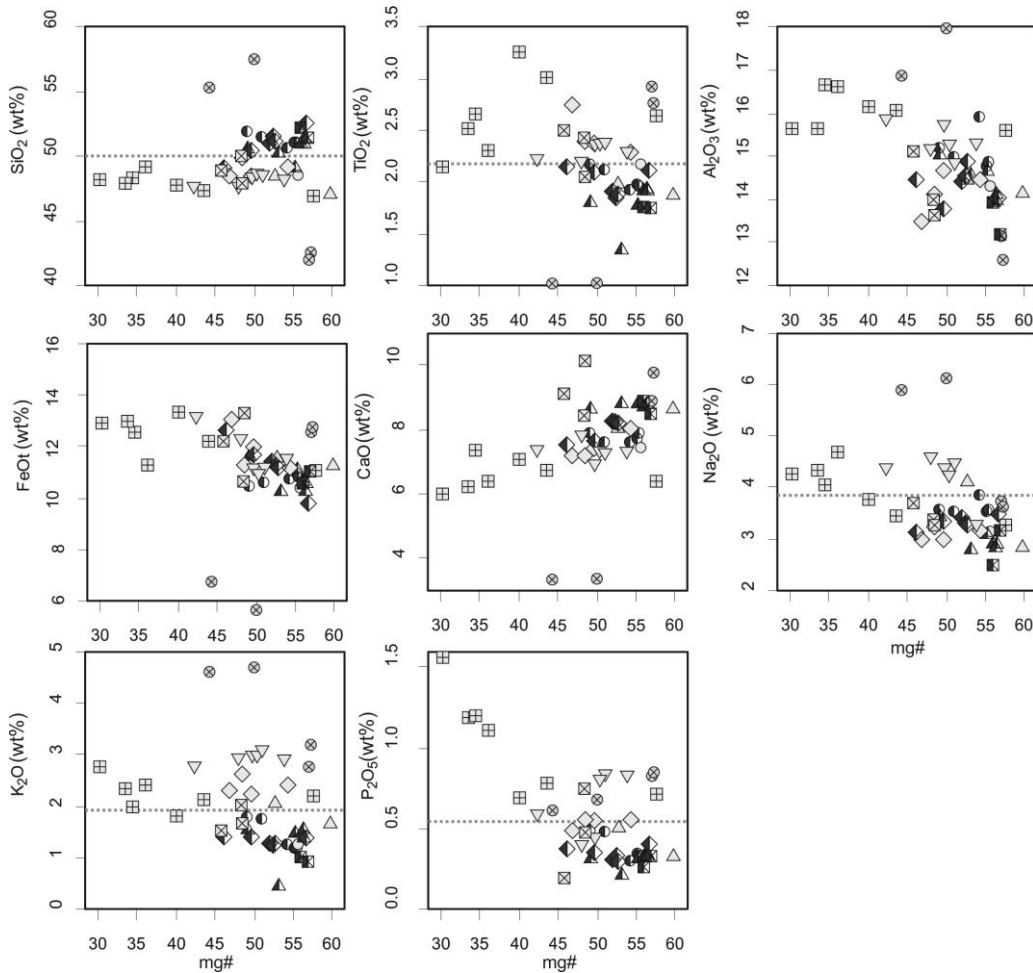 SiO₂ (wt%)
60
55
50
45
40
30 35 40 45 50 55 60
TiO₂ (wt%)
3.5
3.0
2.5
2.0
1.5
1.0
30 35 40 45 50 55 60
Al₂O₃ (wt%)
18
17
16
15
14
13
12
30 35 40 45 50 55 60
FeOt (wt%)
16
14
12
10
8
6
30 35 40 45 50 55 60
CaO (wt%)
10
8
6
4
30 35 40 45 50 55 60
Na₂O (wt%)
7
6
5
4
3
2
30 35 40 45 50 55 60
mg#
K₂O (wt%)
5
4
3
2
1
0
30 35 40 45 50 55 60
mg#
P₂O₅(wt%)
1.5
1.0
0.5
0.0
30 35 40 45 50 55 60
mg#